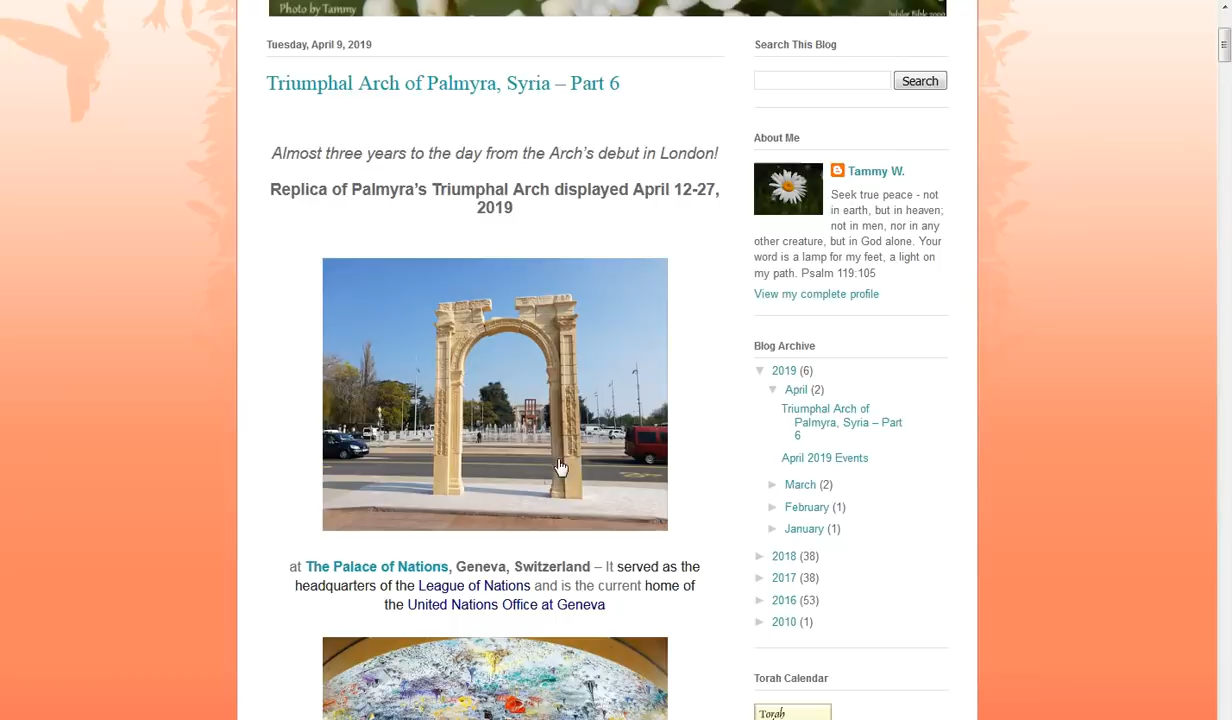 Photo by Tammy
Jubilee Bible 2000
Tuesday, April 9, 2019
Triumphal Arch of Palmyra, Syria – Part 6
Almost three years to the day from the Arch's debut in London!
Replica of Palmyra's Triumphal Arch displayed April 12-27,
2019
at The Palace of Nations, Geneva, Switzerland – It served as the
headquarters of the League of Nations and is the current home of
the United Nations Office at Geneva
Search This Blog
Search
About Me
Tammy W.
Seek true peace - not
in earth, but in heaven;
not in men, nor in any
other creature, but in God alone. Your
word is a lamp for my feet, a light on
my path. Psalm 119:105
View my complete profile
Blog Archive
▼ 2019 (6)
▼ April (2)
Triumphal Arch of
Palmyra, Syria – Part
6
April 2019 Events
► March (2)
► February (1)
► January (1)
► 2018 (38)
► 2017 (38)
► 2016 (53)
► 2010 (1)
Torah Calendar
Torah